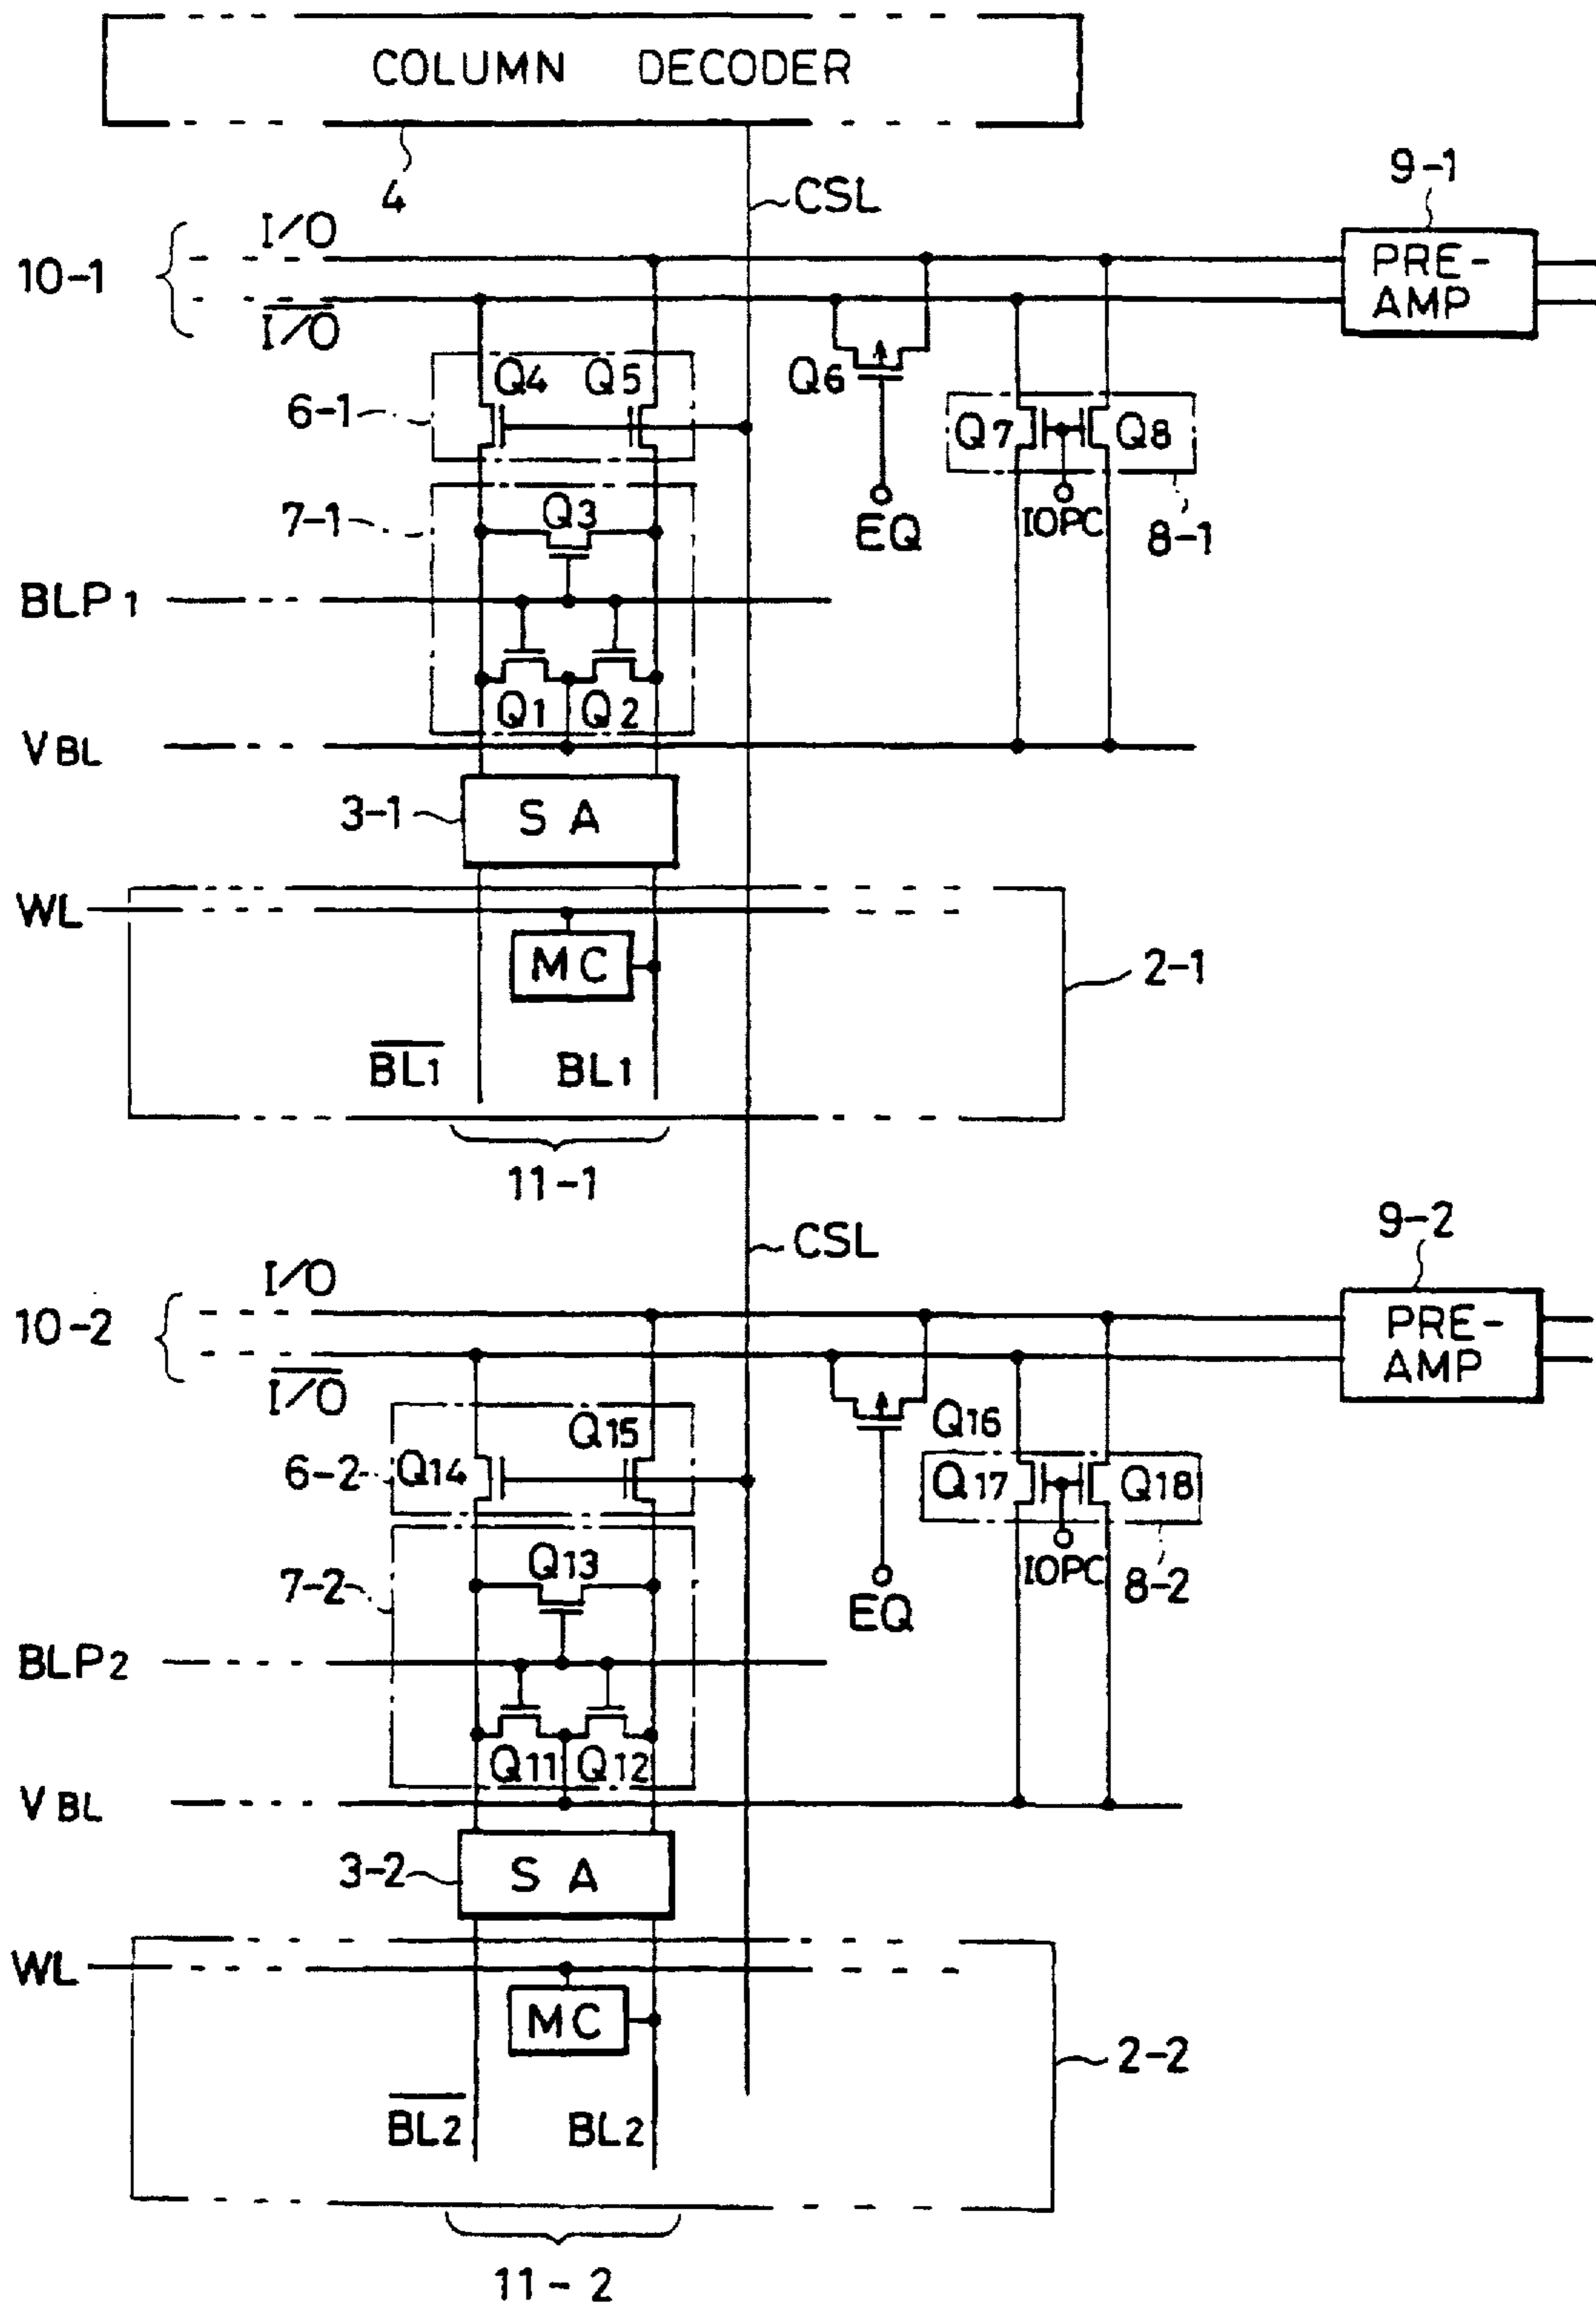 COLUMN DECODER
4
CSL
9-1
I/O
10-1
I/O
PRE-
AMP
Q4 Q5
6-1
Q6
Q7 Q8
7-1
Q3
EQ
IOPC
8-1
BLP1
Q1 Q2
VBL
3-1
SA
WL
MC
2-1
BL1 BL1
11-1
CSL
9-2
I/O
10-2
I/O
PRE-
AMP
Q15
Q16
6-2
Q14
Q17 Q18
7-2
Q13
EQ
IOPC
8-2
BLP2
Q11 Q12
VBL
3-2
SA
WL
MC
2-2
BL2 BL2
11-2